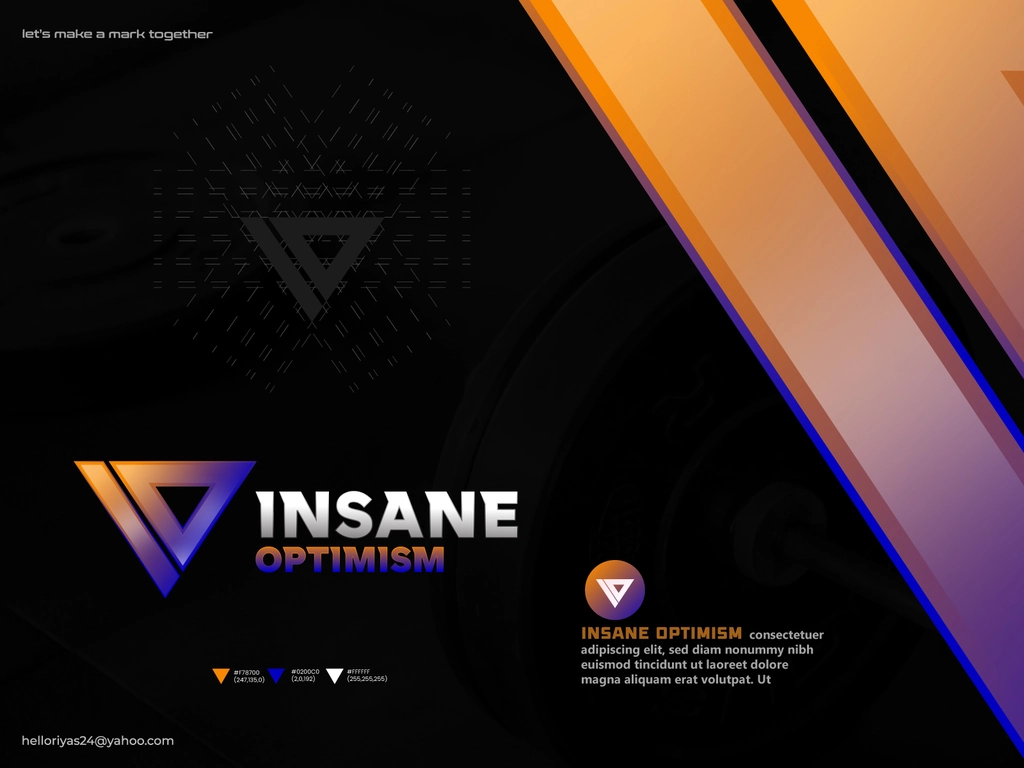 let's make a mark together
INSANE
OPTIMISM
#F78700
(247,135,0)
#0200C0
(2,0,192)
#FFFFFF
(255,255,255)
INSANE OPTIMISM consectetuer
adipiscing elit, sed diam nonummy nibh
euismod tincidunt ut laoreet dolore
magna aliquam erat volutpat. Ut
helloriyas24@yahoo.com